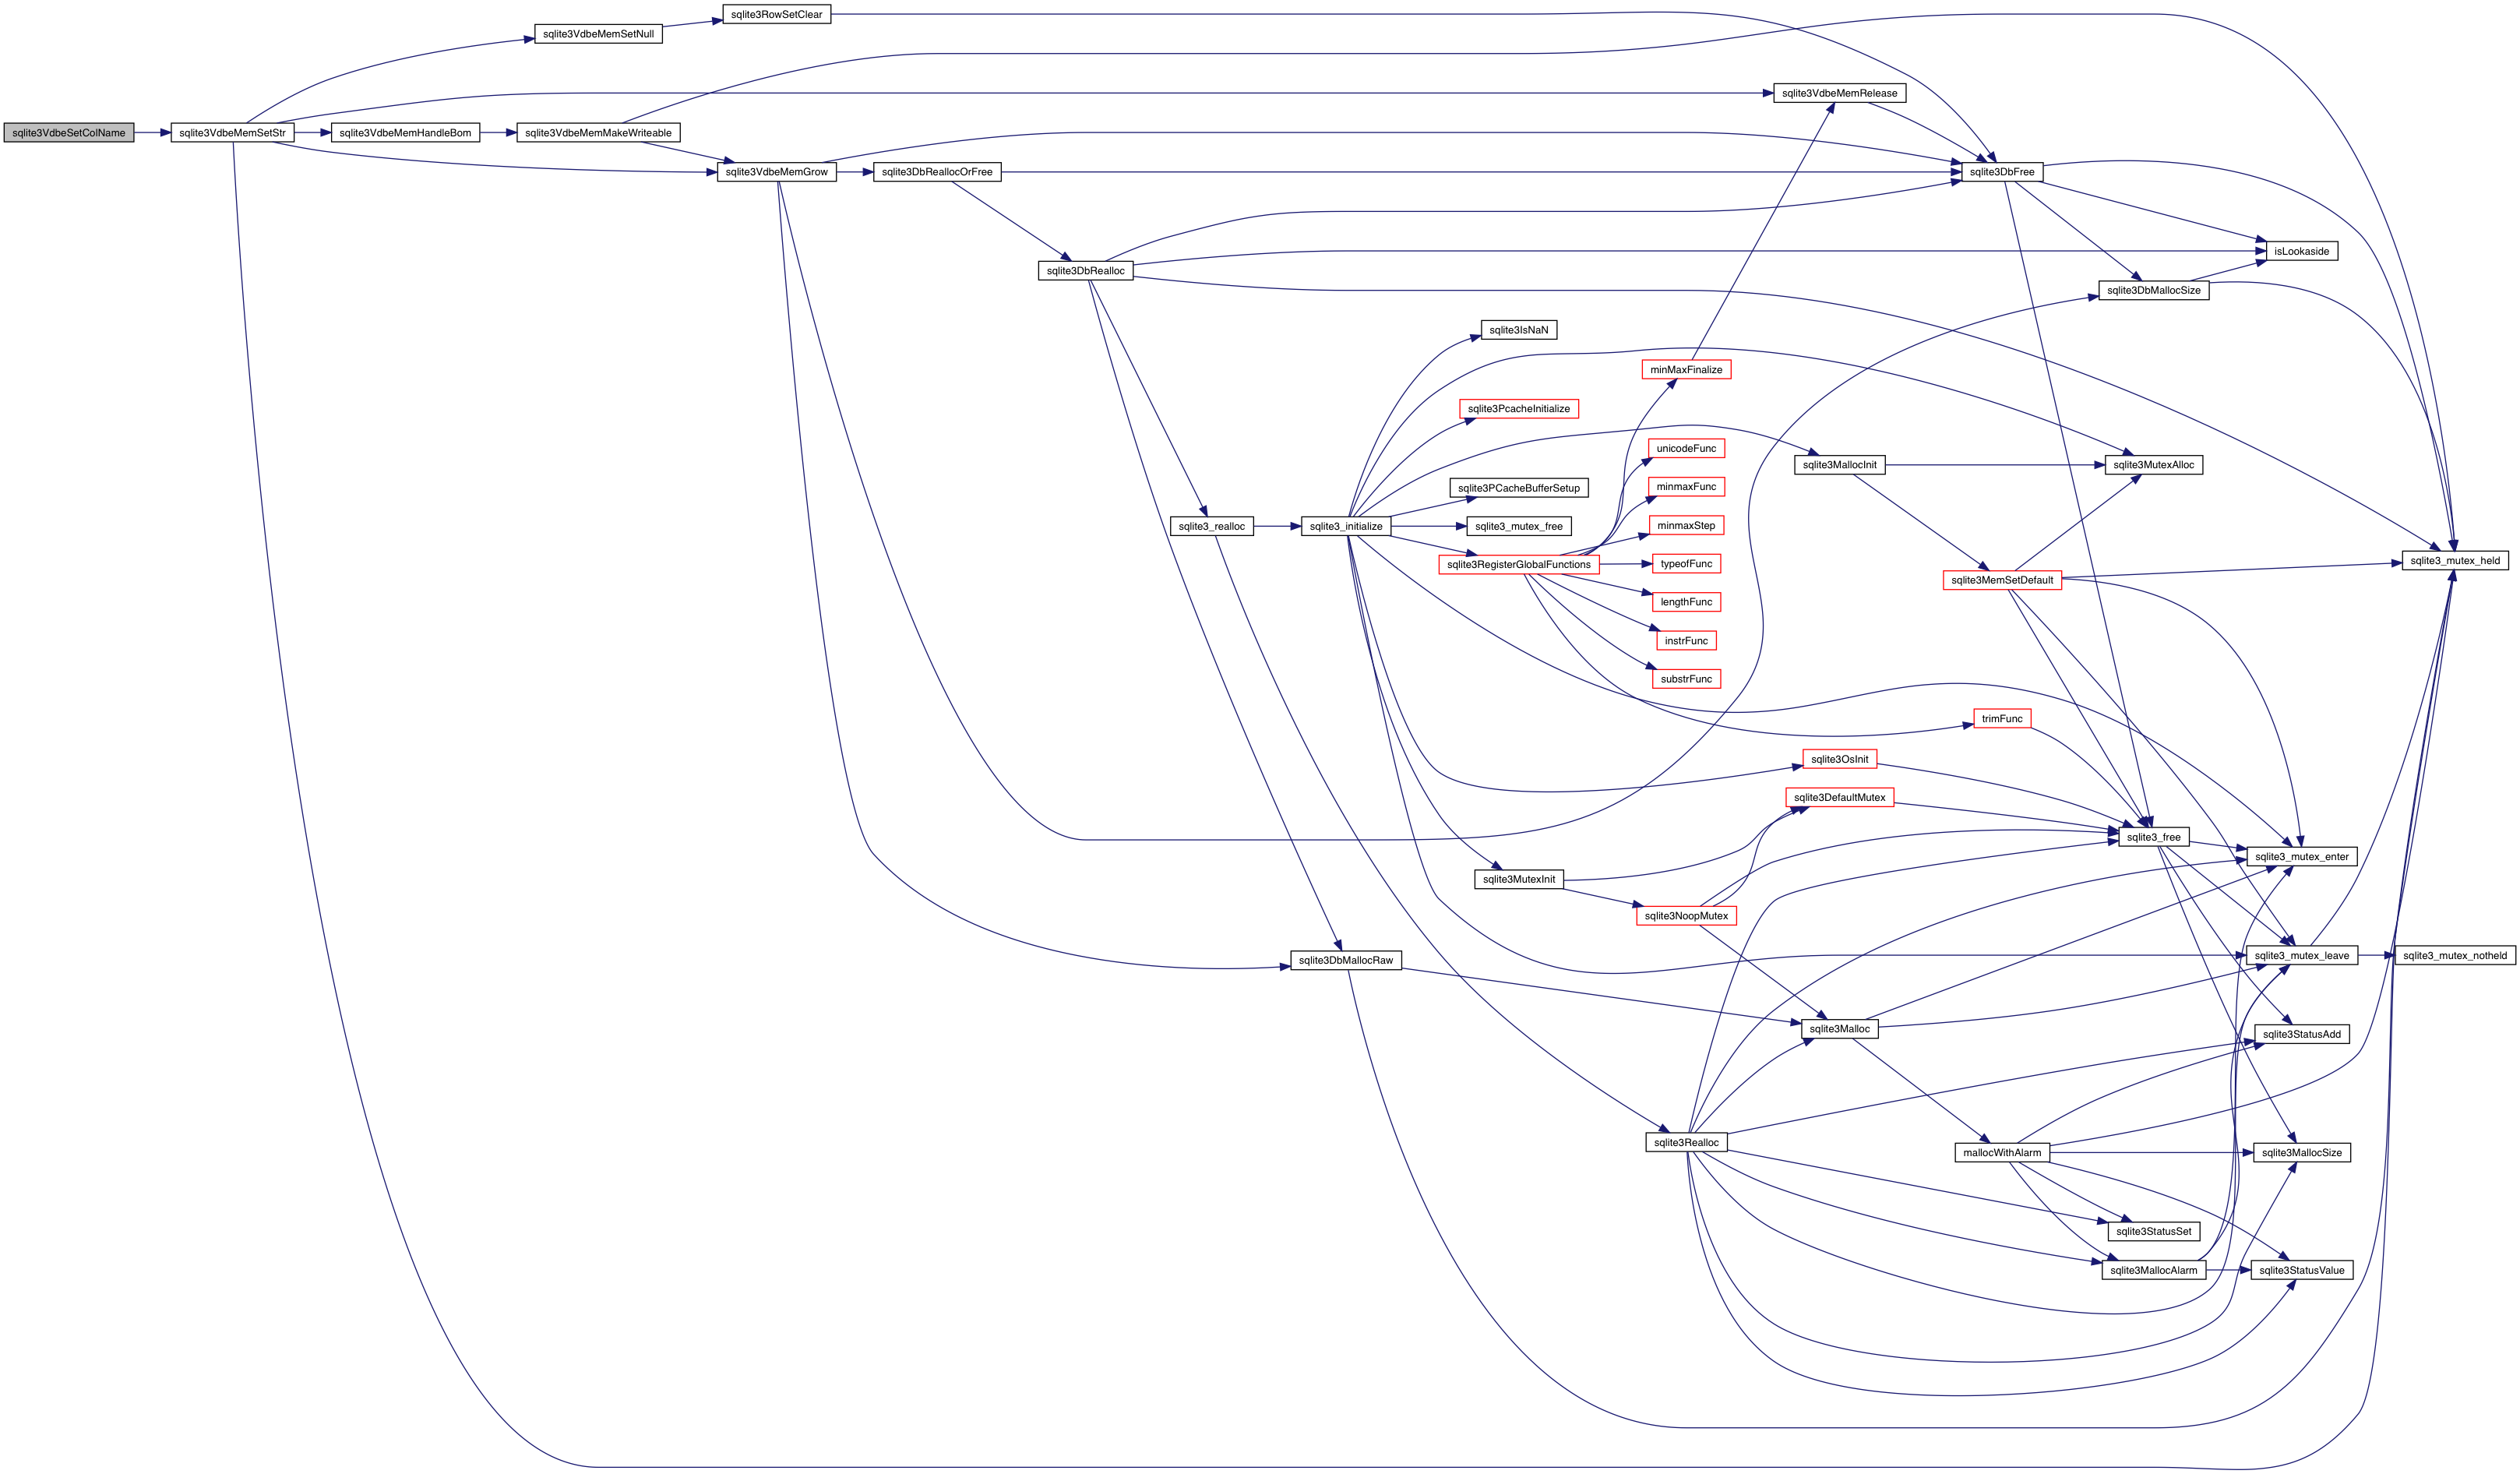 sqlite3RowSetClear
sqlite3VdbeMemSetNull
sqlite3VdbeMemRelease
sqlite3VdbeSetColName
sqlite3VdbeMemSetStr
sqlite3VdbeMemHandleBom
sqlite3VdbeMemMakeWriteable
sqlite3VdbeMemGrow
sqlite3DbReallocOrFree
sqlite3DbFree
isLookaside
sqlite3DbRealloc
sqlite3DbMallocSize
sqlite3IsNaN
minMaxFinalize
sqlite3PcacheInitialize
unicodeFunc
sqlite3MallocInit
sqlite3MutexAlloc
sqlite3PCacheBufferSetup
minmaxFunc
sqlite3_realloc
sqlite3_initialize
sqlite3_mutex_free
minmaxStep
sqlite3RegisterGlobalFunctions
typeofFunc
sqlite3_mutex_held
sqlite3MemSetDefault
lengthFunc
instrFunc
substrFunc
trimFunc
sqlite3OsInit
sqlite3DefaultMutex
sqlite3_free
sqlite3_mutex_enter
sqlite3MutexInit
sqlite3NoopMutex
sqlite3DbMallocRaw
sqlite3_mutex_leave
sqlite3_mutex_notheld
sqlite3Malloc
sqlite3StatusAdd
sqlite3Realloc
mallocWithAlarm
sqlite3MallocSize
sqlite3StatusSet
sqlite3MallocAlarm
sqlite3StatusValue